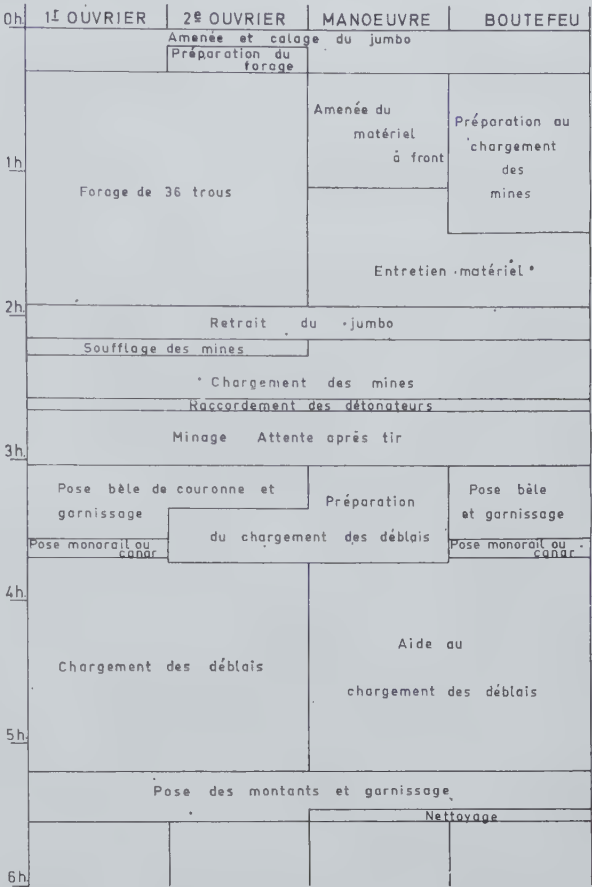 0h.
1r OUVRIER
2e OUVRIER
MANOEUVRE
BOUTEFEU
Amenée et calage du jumbo
Préparation du
forage
Amenée du
matériel
à front
Préparation au
chargement
des
mines
1h
Forage de 36 trous
Entretien matériel
2h.
Retrait du jumbo
Soufflage des mines
Chargement des mines
Raccordement des détonateurs
Minage Attente après tir
3h.
Pose bèle de couronne et
garnissage
Préparation
du chargement des déblais
Pose bèle
et garnissage
Pose monorail ou
canar
Pose monorail ou
canar
4h.
Chargement des déblais
Aide au
chargement des déblais
5h.
Pose des montants et garnissage
Nettoyage
6h.